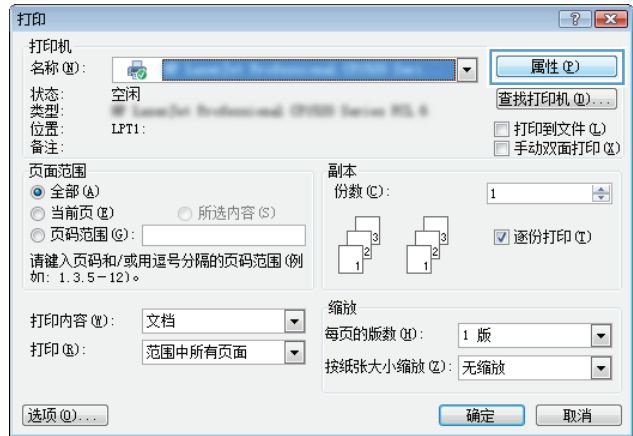 打印
打印机
名称(N):
属性(P)
状态: 空闲
查找打印机(D)...
类型:
位置: LPT1:
打印到文件(L)
备注:
手动双面打印(X)
页面范围
全部(A)
当前页(E) 所选内容(S)
页码范围(G):
请键入页码和/或用逗号分隔的页码范围(例
如: 1.3.5-12)。
副本
份数(C): 1
3 3
2 2
1 1
逐份打印(T)
打印内容(W): 文档
打印(R): 范围中所有页面
缩放
每页的版数(H): 1 版
按纸张大小缩放(Z): 无缩放
选项(O)...
确定 取消